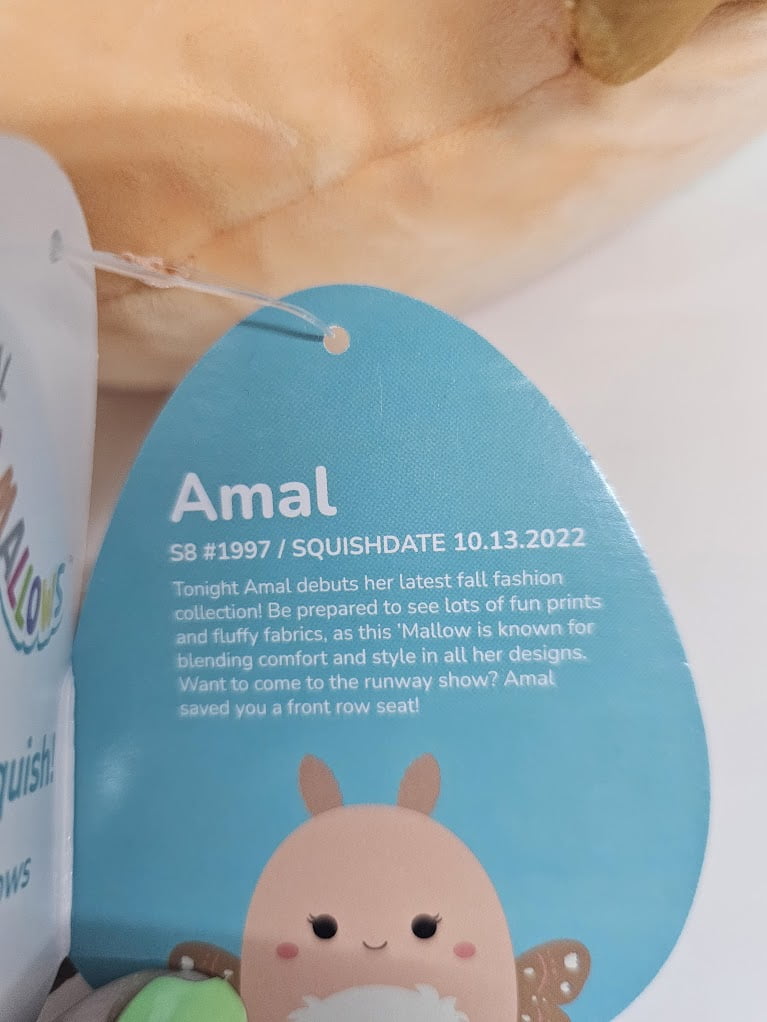 Amal
S8 #1997 / SQUISHDATE 10.13.2022
Tonight Amal debuts her latest fall fashion
collection! Be prepared to see lots of fun prints
and fluffy fabrics, as this 'Mallow is known for
blending comfort and style in all her designs.
Want to come to the runway show? Amal
saved you a front row seat!
MALLOWS